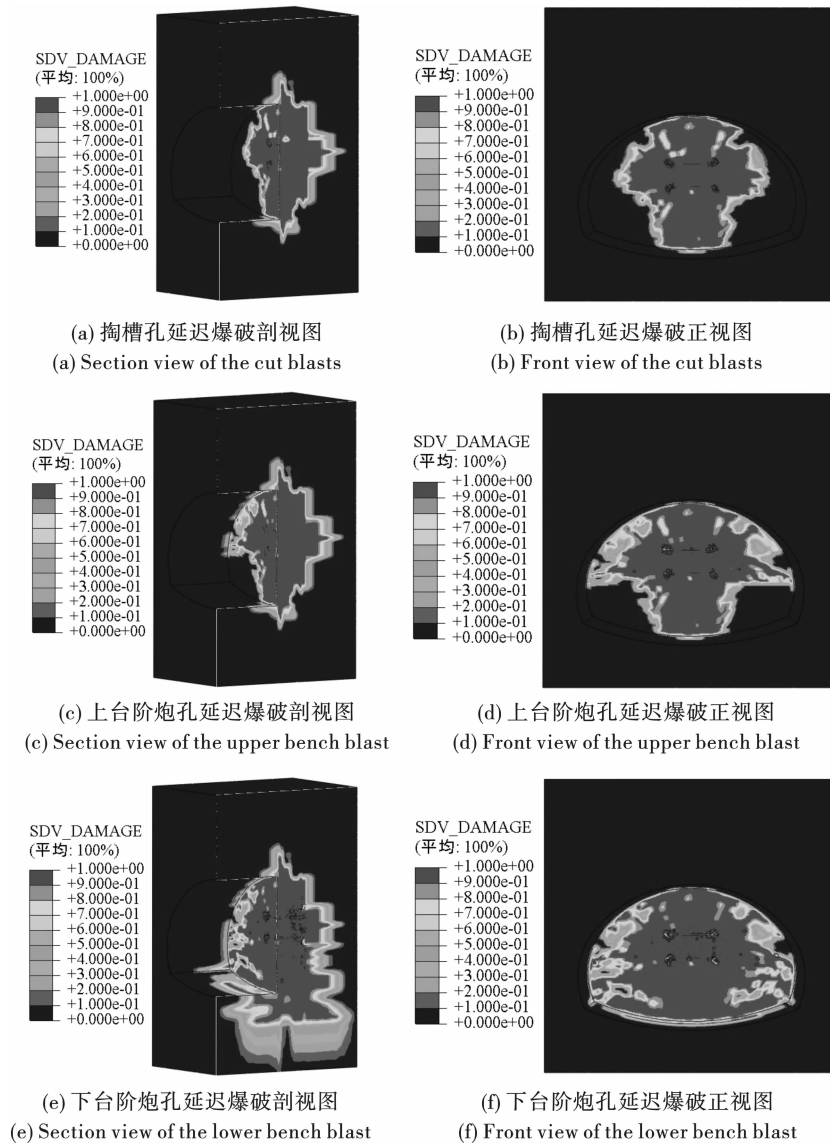 SDV_DAMAGE
(平均: 100%)
+1.000e+00
+9.000e-01
+8.000e-01
+7.000e-01
+6.000e-01
+5.000e-01
+4.000e-01
+3.000e-01
+2.000e-01
+1.000e-01
+0.000e+00
(a) 掏槽孔延迟爆破剖视图
(a) Section view of the cut blasts
SDV_DAMAGE
(平均: 100%)
+1.000e+00
+9.000e-01
+8.000e-01
+7.000e-01
+6.000e-01
+5.000e-01
+4.000e-01
+3.000e-01
+2.000e-01
+1.000e-01
+0.000e+00
(b) 掏槽孔延迟爆破正视图
(b) Front view of the cut blasts
SDV_DAMAGE
(平均: 100%)
+1.000e+00
+9.000e-01
+8.000e-01
+7.000e-01
+6.000e-01
+5.000e-01
+4.000e-01
+3.000e-01
+2.000e-01
+1.000e-01
+0.000e+00
(c) 上台阶炮孔延迟爆破剖视图
(c) Section view of the upper bench blast
SDV_DAMAGE
(平均: 100%)
+1.000e+00
+9.000e-01
+8.000e-01
+7.000e-01
+6.000e-01
+5.000e-01
+4.000e-01
+3.000e-01
+2.000e-01
+1.000e-01
+0.000e+00
(d) 上台阶炮孔延迟爆破正视图
(d) Front view of the upper bench blast
SDV_DAMAGE
(平均: 100%)
+1.000e+00
+9.000e-01
+8.000e-01
+7.000e-01
+6.000e-01
+5.000e-01
+4.000e-01
+3.000e-01
+2.000e-01
+1.000e-01
+0.000e+00
(e) 下台阶炮孔延迟爆破剖视图
(e) Section view of the lower bench blast
SDV_DAMAGE
(平均: 100%)
+1.000e+00
+9.000e-01
+8.000e-01
+7.000e-01
+6.000e-01
+5.000e-01
+4.000e-01
+3.000e-01
+2.000e-01
+1.000e-01
+0.000e+00
(f) 下台阶炮孔延迟爆破正视图
(f) Front view of the lower bench blast